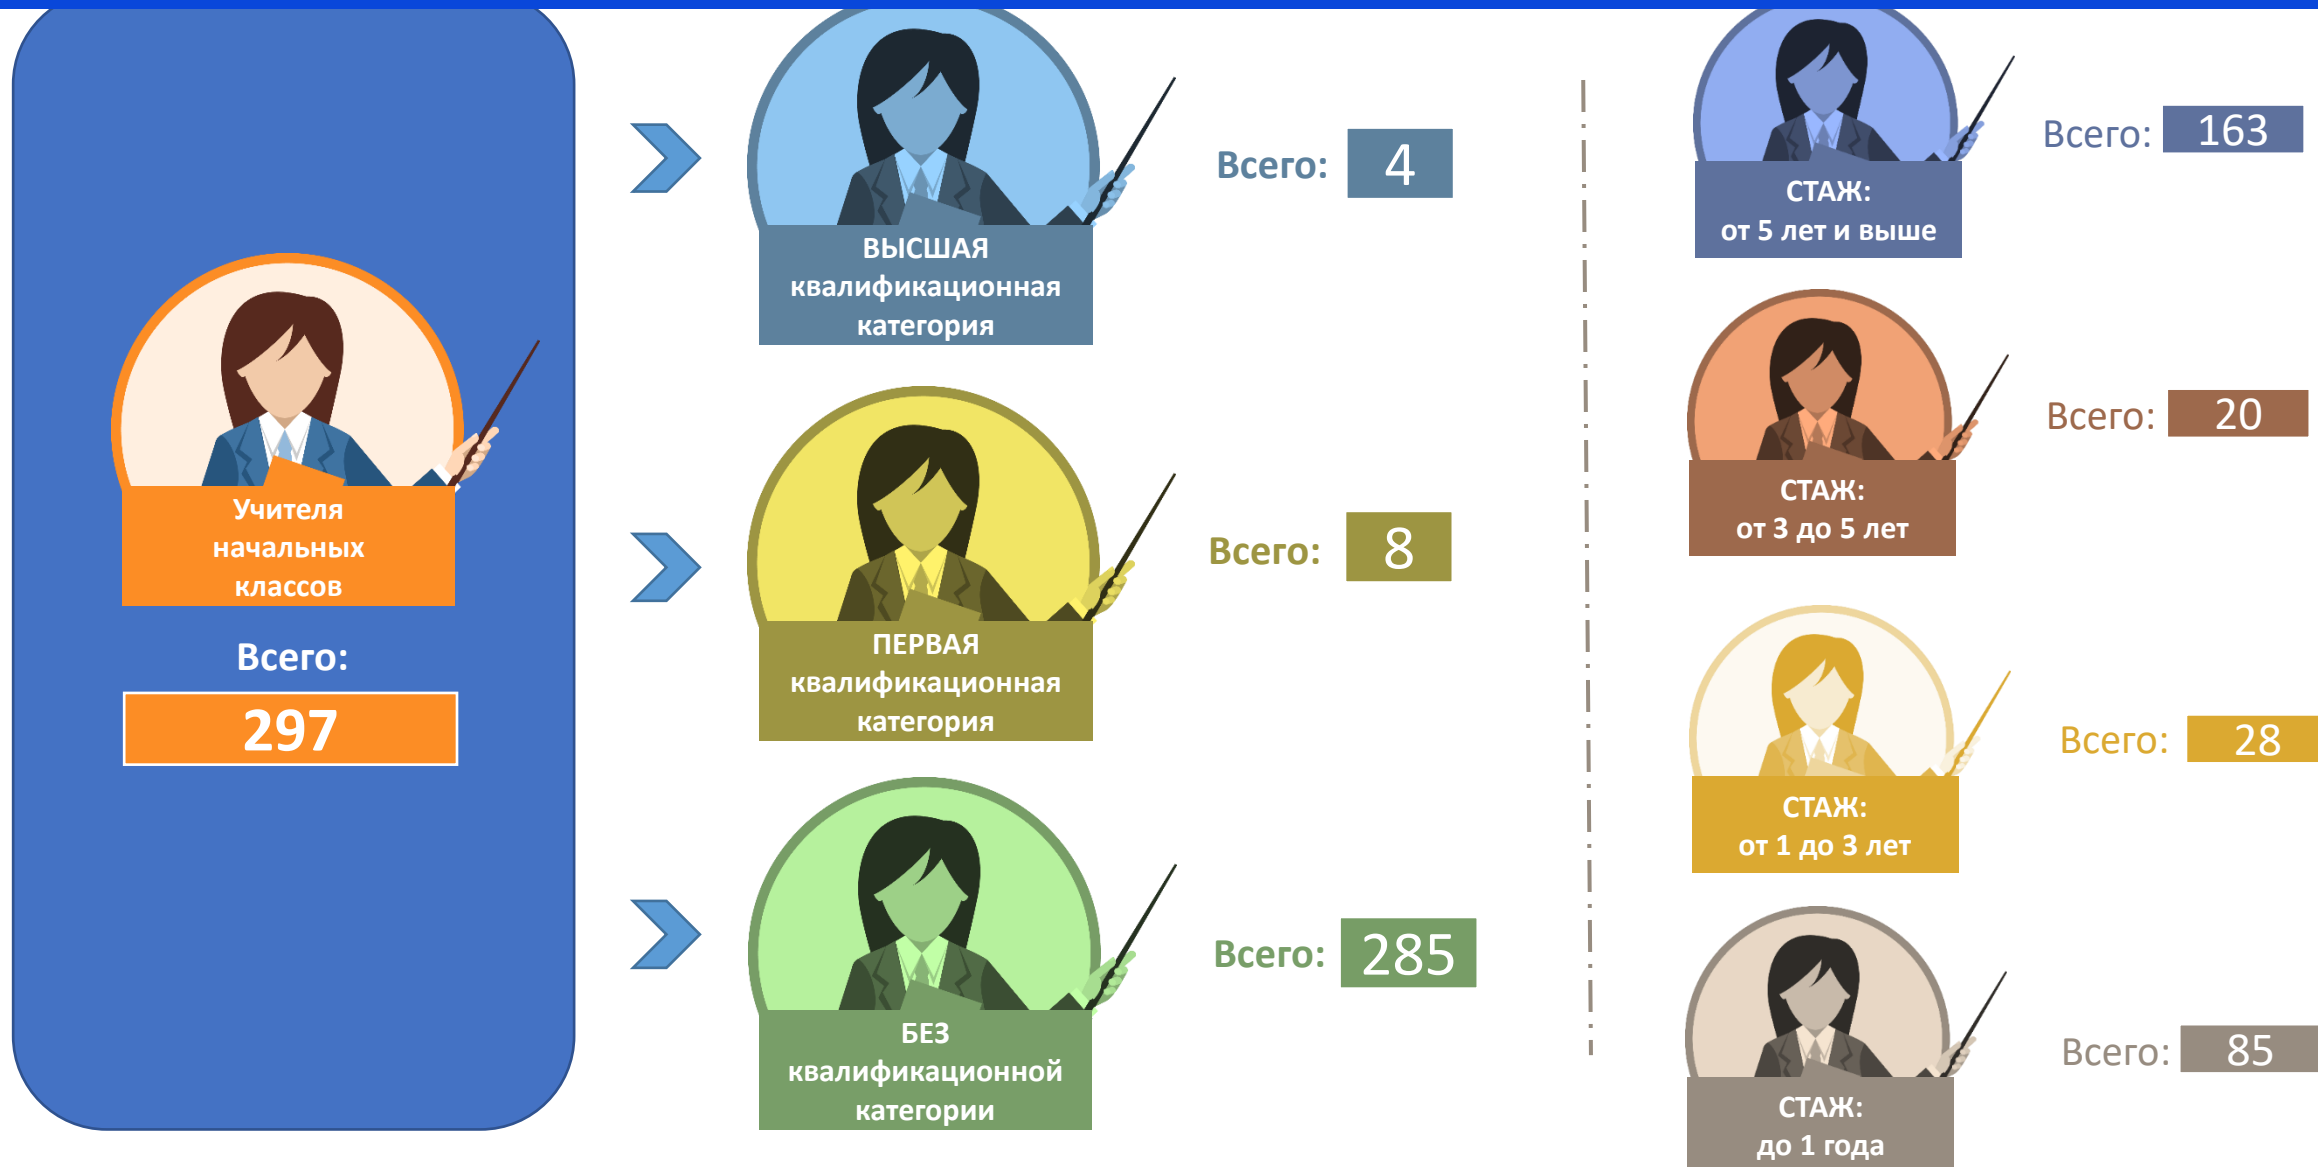 Учителя
начальных
классов
Всего:
297
ВЫСШАЯ
квалификационная
категория
Всего: 4
ПЕРВАЯ
квалификационная
категория
Всего: 8
БЕЗ
квалификационной
категории
Всего: 285
СТАЖ:
от 5 лет и выше
Всего: 163
СТАЖ:
от 3 до 5 лет
Всего: 20
СТАЖ:
от 1 до 3 лет
Всего: 28
СТАЖ:
до 1 года
Всего: 85